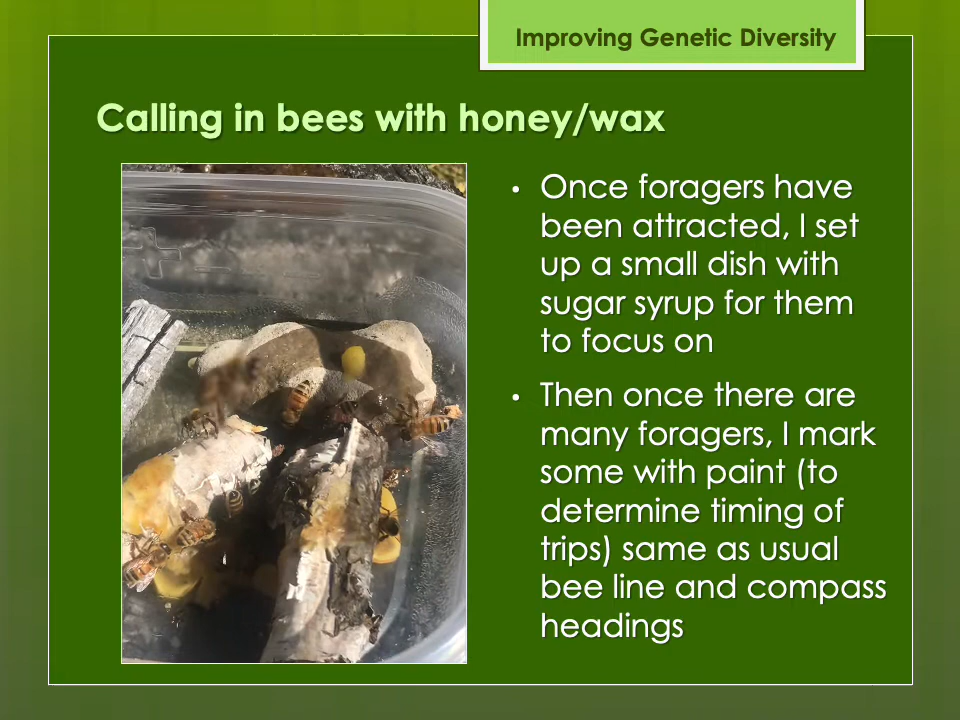 Improving Genetic Diversity
Calling in bees with honey/wax
• Once foragers have
been attracted, I set
up a small dish with
sugar syrup for them
to focus on
• Then once there are
many foragers, I mark
some with paint (to
determine timing of
trips) same as usual
bee line and compass
headings